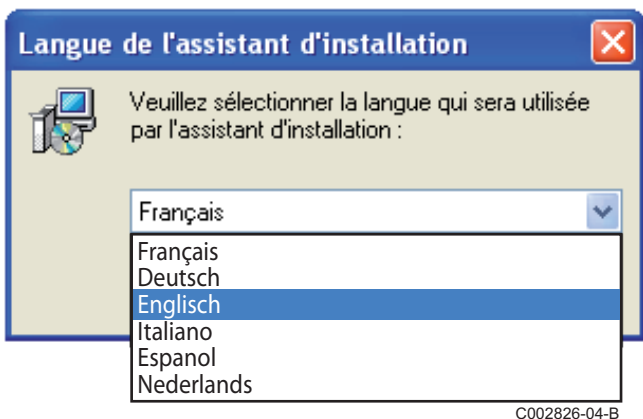 Langue de l'assistant d'installation
Veuillez sélectionner la langue qui sera utilisée
par l'assistant d'installation :
Français
Français
Deutsch
Englisch
Italiano
Espanol
Nederlands
C002826-04-B